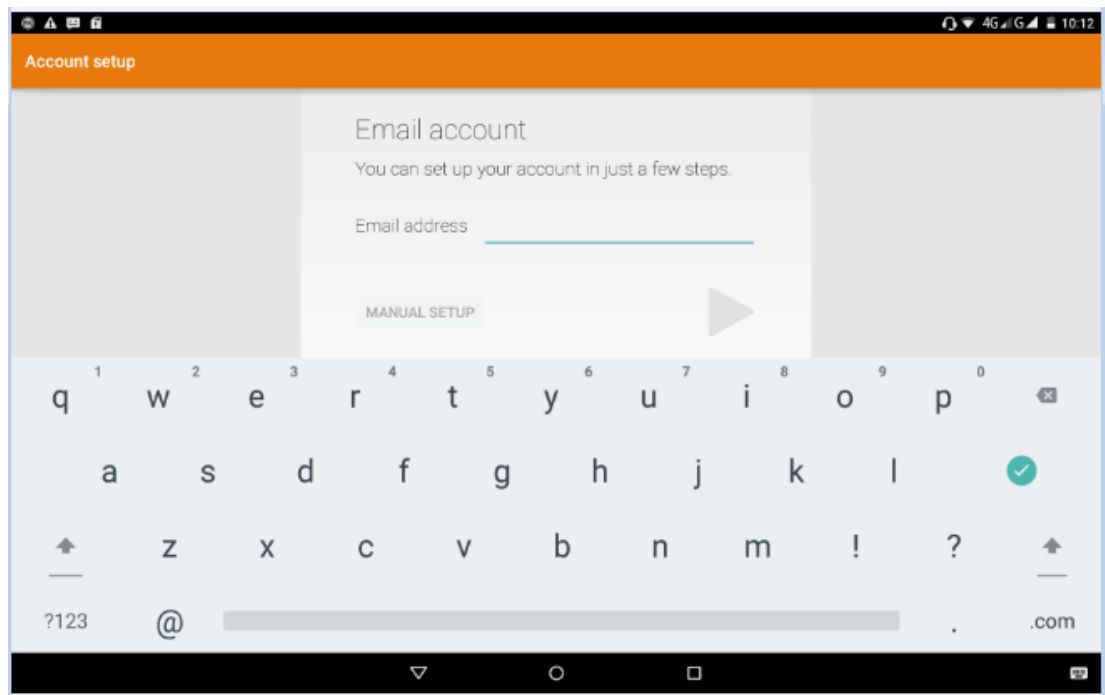 4G G 10:12
Account setup
Email account
You can set up your account in just a few steps.
Email address
MANUAL SETUP
1 2 3 4 5 6 7 8 9 0
q w e r t y u i o p
a s d f g h j k l
z x c v b n m ! ?
?123 @ . .com